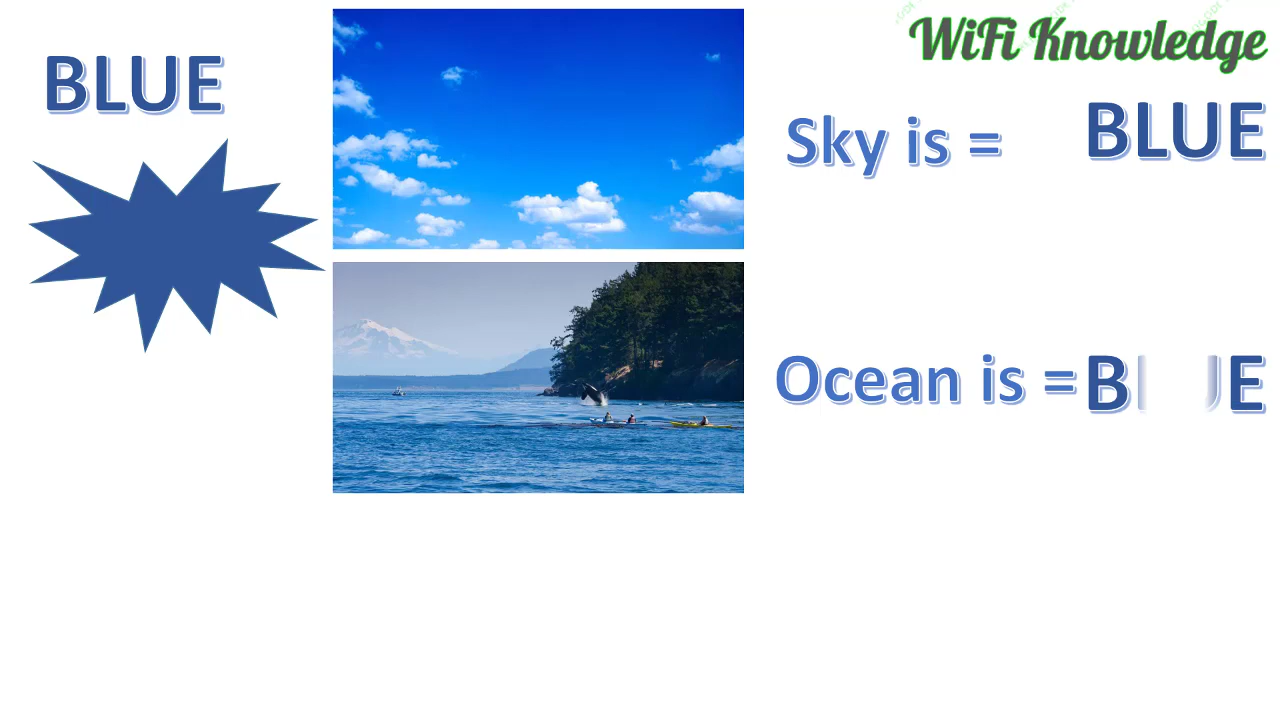 WiFi Knowledge
BLUE
Sky is = BLUE
Ocean is =